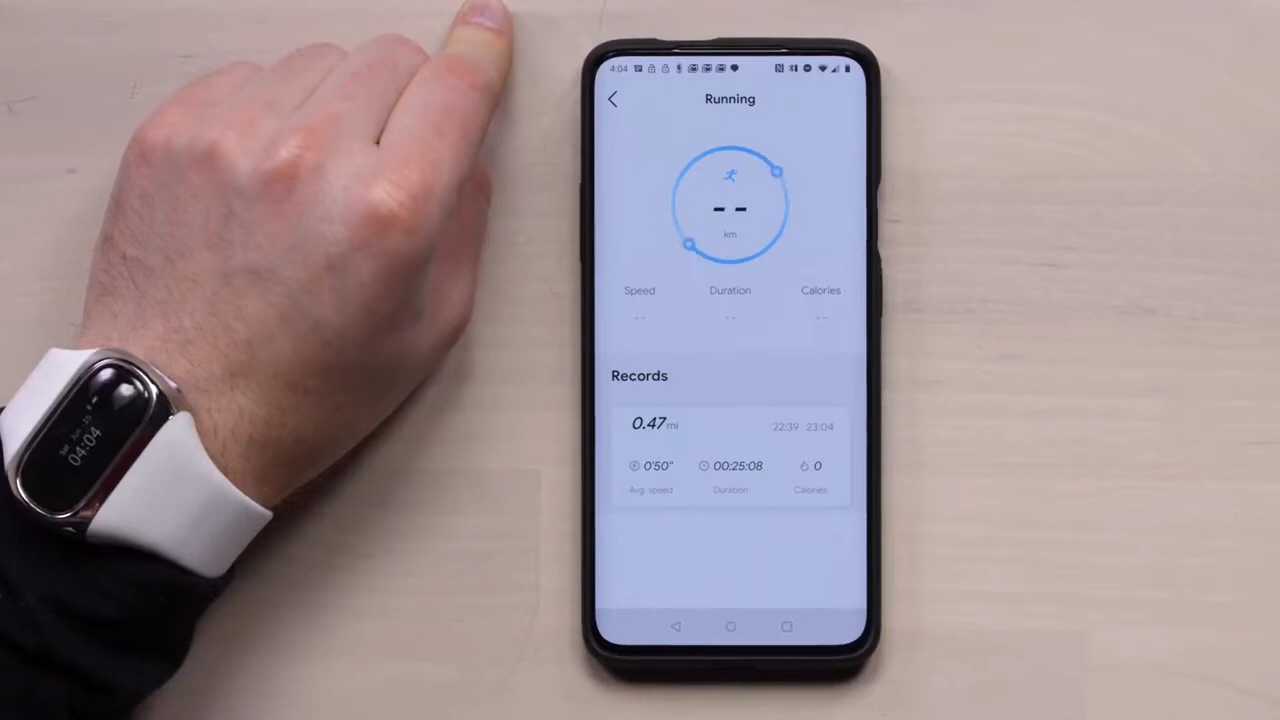 4:04
Running
-- 
km
Speed Duration Calories
-- -- --
Records
0.47 mi 22:39 23:04
0'50" 00:25:08 0
Avg. speed Duration Calories
04:04